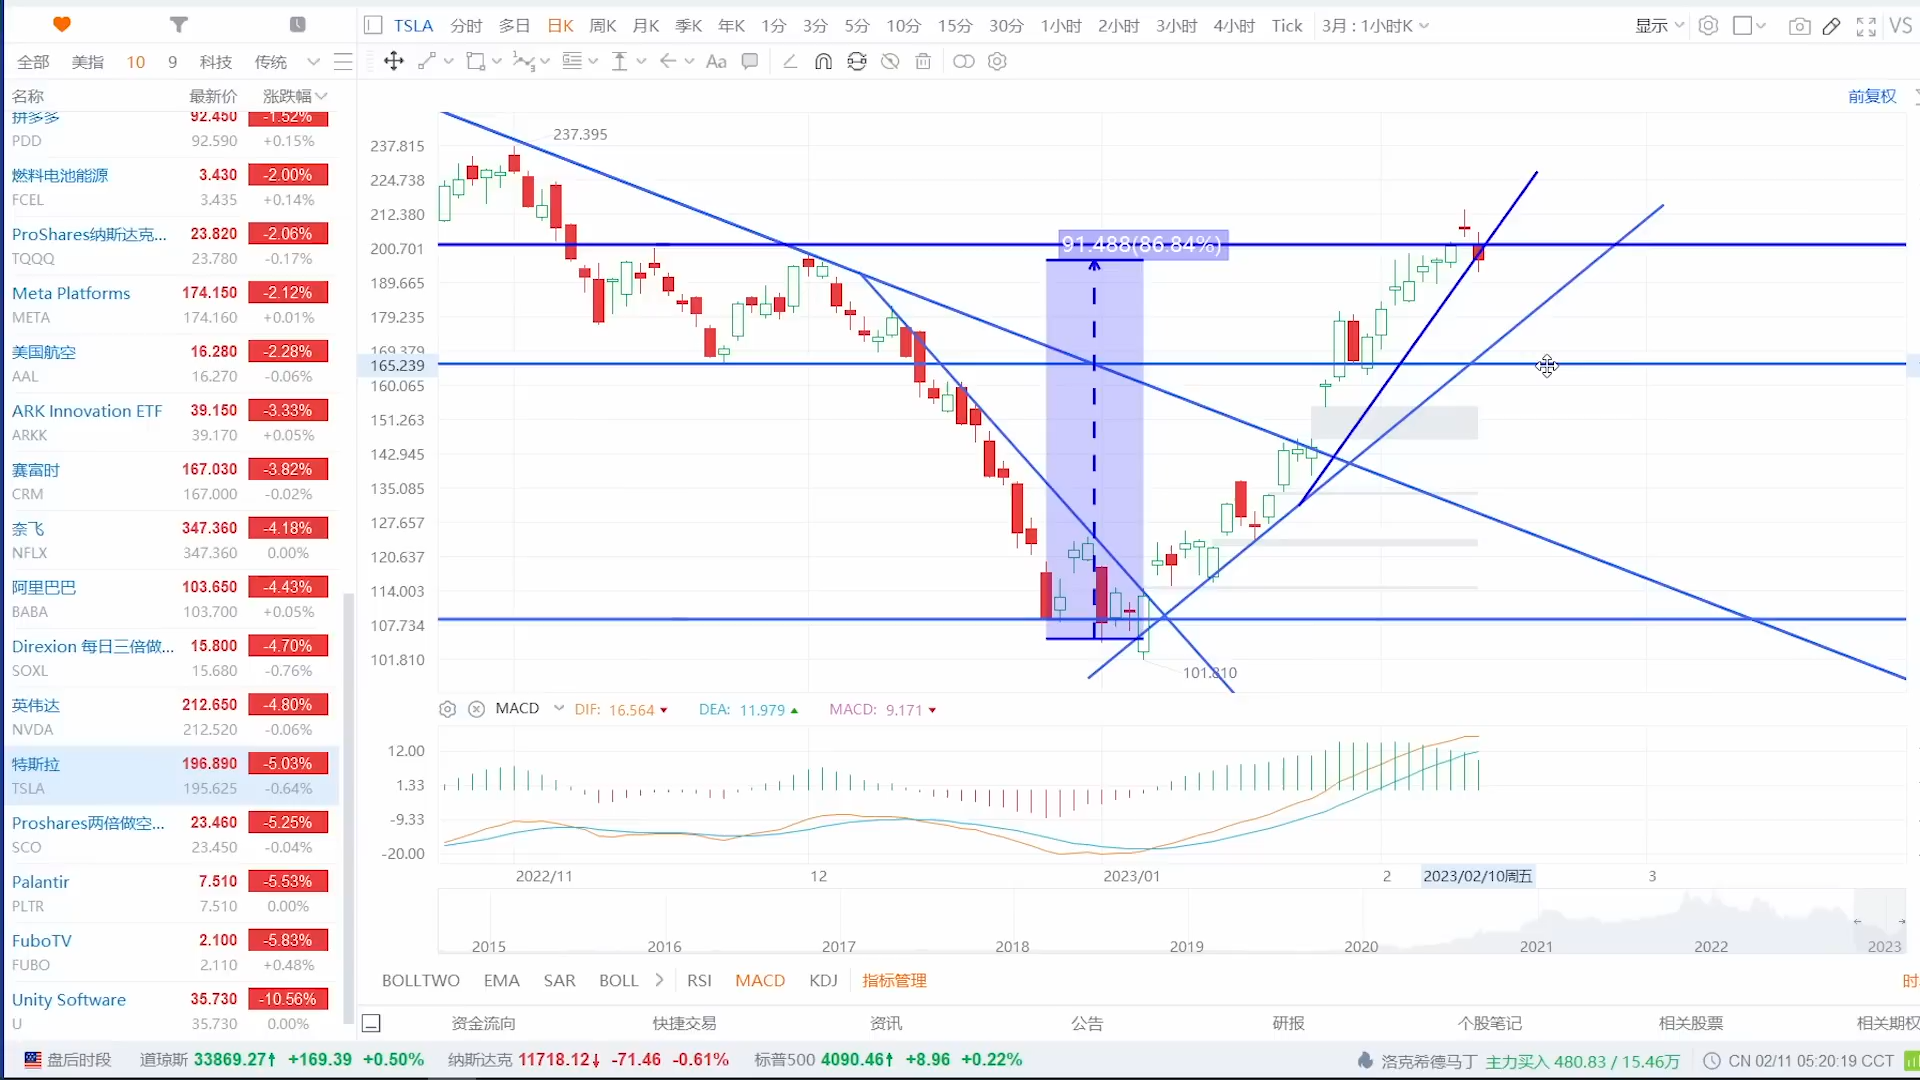 TSLA 分时 多日 日K 周K 月K 季K 年K 1分 3分 5分 10分 15分 30分 1小时 2小时 3小时 4小时 Tick 3月 : 1小时K 显示 VS
全部 美指 10 9 科技 传统
Aa
名称 最新价 涨跌幅
前复权
拼多多 92.450 -1.52%
PDD 92.590 +0.15%
燃料电池能源 3.430 -2.00%
FCEL 3.435 +0.14%
ProShares纳斯达克... 23.820 -2.06%
TQQQ 23.780 -0.17%
Meta Platforms 174.150 -2.12%
META 174.160 +0.01%
美国航空 16.280 -2.28%
AAL 16.270 -0.06%
ARK Innovation ETF 39.150 -3.33%
ARKK 39.170 +0.05%
赛富时 167.030 -3.82%
CRM 167.000 -0.02%
奈飞 347.360 -4.18%
NFLX 347.360 0.00%
阿里巴巴 103.650 -4.43%
BABA 103.700 +0.05%
Direxion 每日三倍做... 15.800 -4.70%
SOXL 15.680 -0.76%
英伟达 212.650 -4.80%
NVDA 212.520 -0.06%
特斯拉 196.890 -5.03%
TSLA 195.625 -0.64%
Proshares两倍做空... 23.460 -5.25%
SCO 23.450 -0.04%
Palantir 7.510 -5.53%
PLTR 7.510 0.00%
FuboTV 2.100 -5.83%
FUBO 2.110 +0.48%
Unity Software 35.730 -10.56%
U 35.730 0.00%
237.395
237.815
224.738
212.380
200.701
91.488(86.84%)
189.665
179.235
169.379
165.239
160.065
151.263
142.945
135.085
127.657
120.637
114.003
107.734
101.810
101.810
MACD DIF: 16.564 DEA: 11.979 MACD: 9.171
12.00
1.33
-9.33
-20.00
2022/11 12 2023/01 2 2023/02/10周五 3
2015 2016 2017 2018 2019 2020 2021 2022 2023
BOLLTWO EMA SAR BOLL RSI MACD KDJ 指标管理 时
资金流向 快捷交易 资讯 公告 研报 个股笔记 相关股票 相关期权
盘后时段 道琼斯 33869.27↑ +169.39 +0.50% 纳斯达克 11718.12↓ -71.46 -0.61% 标普500 4090.46↑ +8.96 +0.22% 洛克希德马丁 主力买入 480.83 / 15.46万 CN 02/11 05:20:19 CCT